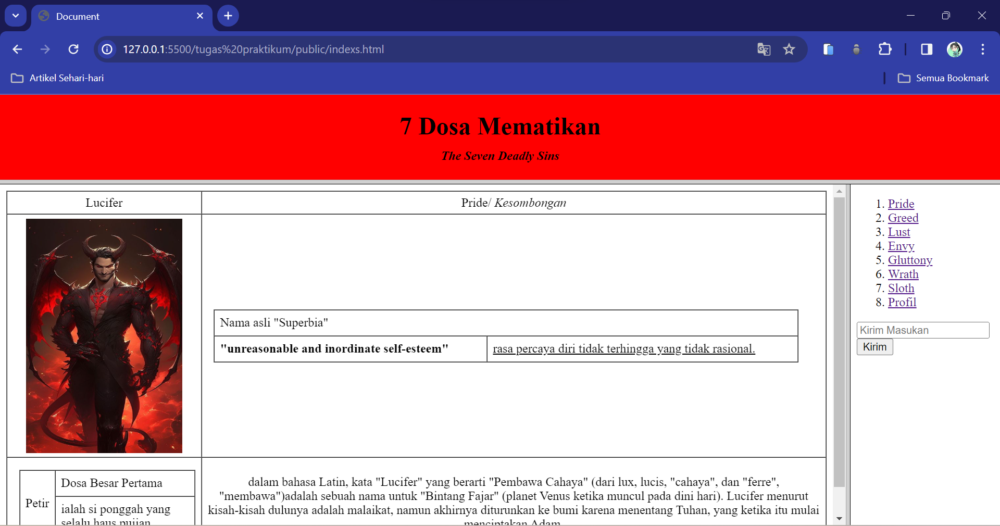 Document
127.0.0.1:5500/tugas%20praktikum/public/indexs.html
Artikel Sehari-hari
Semua Bookmark
7 Dosa Mematikan
The Seven Deadly Sins
Lucifer
Pride/ Kesombongan
Nama asli "Superbia"
"unreasonable and inordinate self-esteem"
rasa percaya diri tidak terhingga yang tidak rasional.
Petir
Dosa Besar Pertama
ialah si ponggah yang
selalu haus pujian
dalam bahasa Latin, kata "Lucifer" yang berarti "Pembawa Cahaya" (dari lux, lucis, "cahaya", dan "ferre",
"membawa")adalah sebuah nama untuk "Bintang Fajar" (planet Venus ketika muncul pada dini hari). Lucifer menurut
kisah-kisah dulunya adalah malaikat, namun akhirnya diturunkan ke bumi karena menentang Tuhan, yang ketika itu mulai
menciptakan Adam
1. Pride
2. Greed
3. Lust
4. Envy
5. Gluttony
6. Wrath
7. Sloth
8. Profil
Kirim Masukan
Kirim